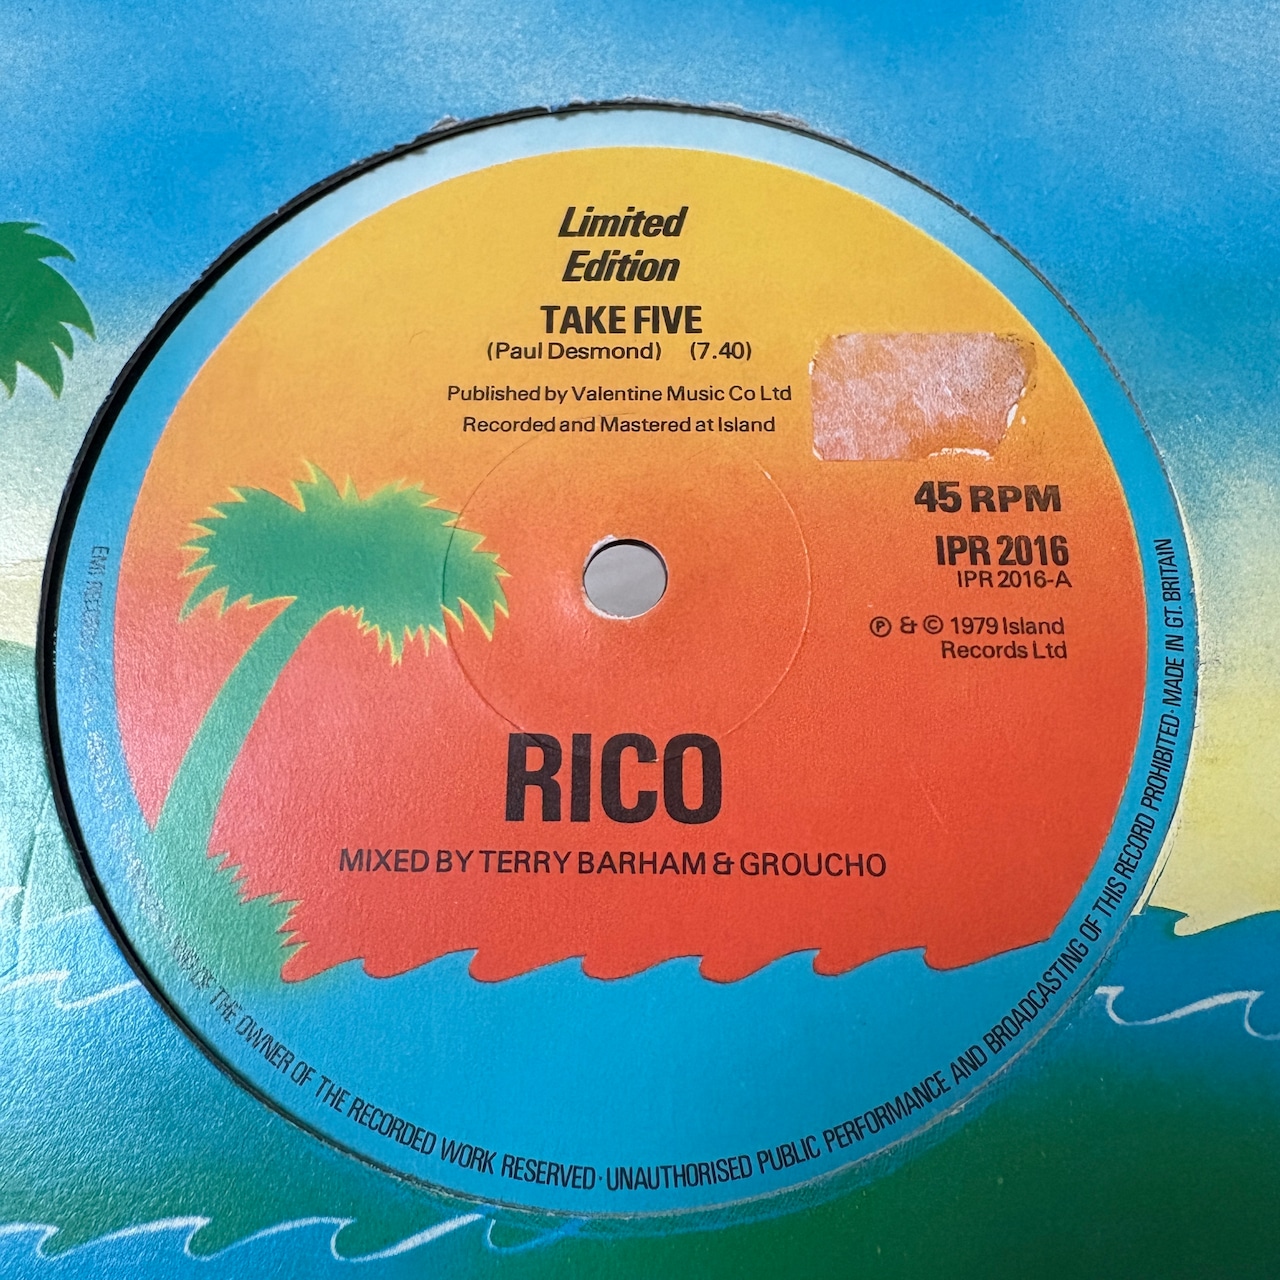 Limited
Edition
TAKE FIVE
(Paul Desmond) (7.40)
Published by Valentine Music Co Ltd
Recorded and Mastered at Island
45 RPM
IPR 2016
IPR 2016-A
Ⓟ & © 1979 Island
Records Ltd
RICO
MIXED BY TERRY BARHAM & GROUCHO
OF THE OWNER OF THE RECORDED WORK RESERVED · UNAUTHORISED PUBLIC PERFORMANCE AND BROADCASTING OF THIS RECORD PROHIBITED · MADE IN GT. BRITAIN